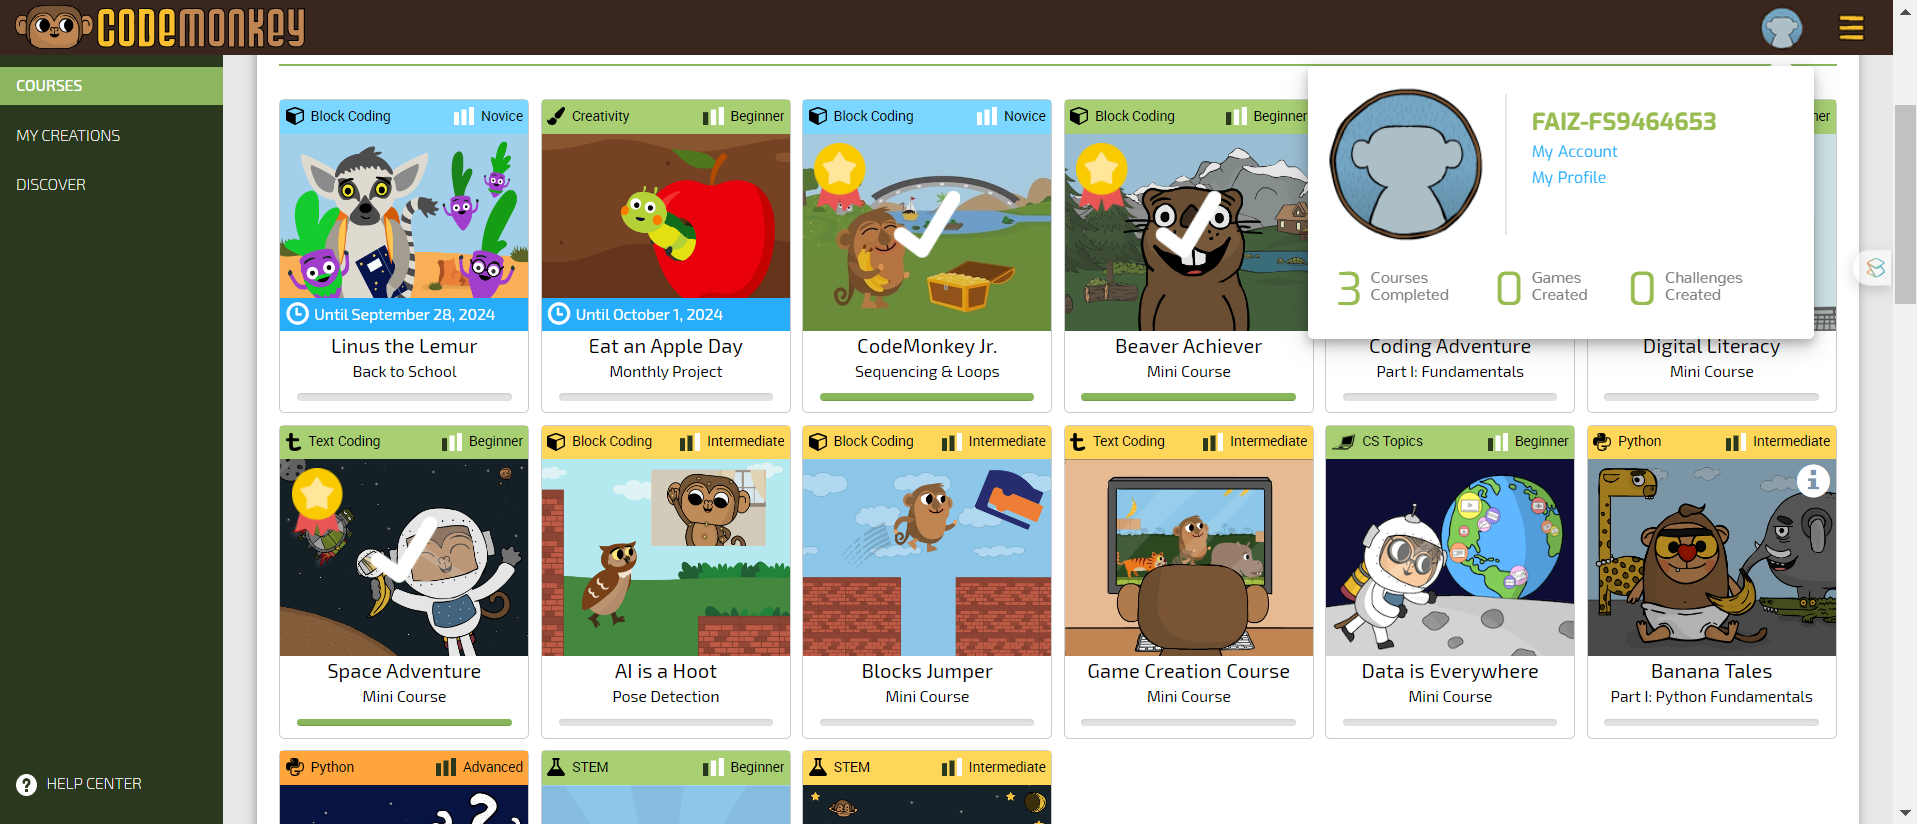 CODEMONKEY
COURSES
MY CREATIONS
DISCOVER
HELP CENTER
FAIZ-FS9464653
My Account
My Profile
3 Courses Completed
0 Games Created
0 Challenges Created
Block Coding Novice
Until September 28, 2024
Linus the Lemur
Back to School
Creativity Beginner
Until October 1, 2024
Eat an Apple Day
Monthly Project
Block Coding Novice
CodeMonkey Jr.
Sequencing & Loops
Block Coding Beginner
Beaver Achiever
Mini Course
Coding Adventure
Part I: Fundamentals
ner
Digital Literacy
Mini Course
Text Coding Beginner
Space Adventure
Mini Course
Block Coding Intermediate
AI is a Hoot
Pose Detection
Block Coding Intermediate
Blocks Jumper
Mini Course
Text Coding Intermediate
Game Creation Course
Mini Course
CS Topics Beginner
Data is Everywhere
Mini Course
Python Intermediate
Banana Tales
Part I: Python Fundamentals
Python Advanced
STEM Beginner
STEM Intermediate